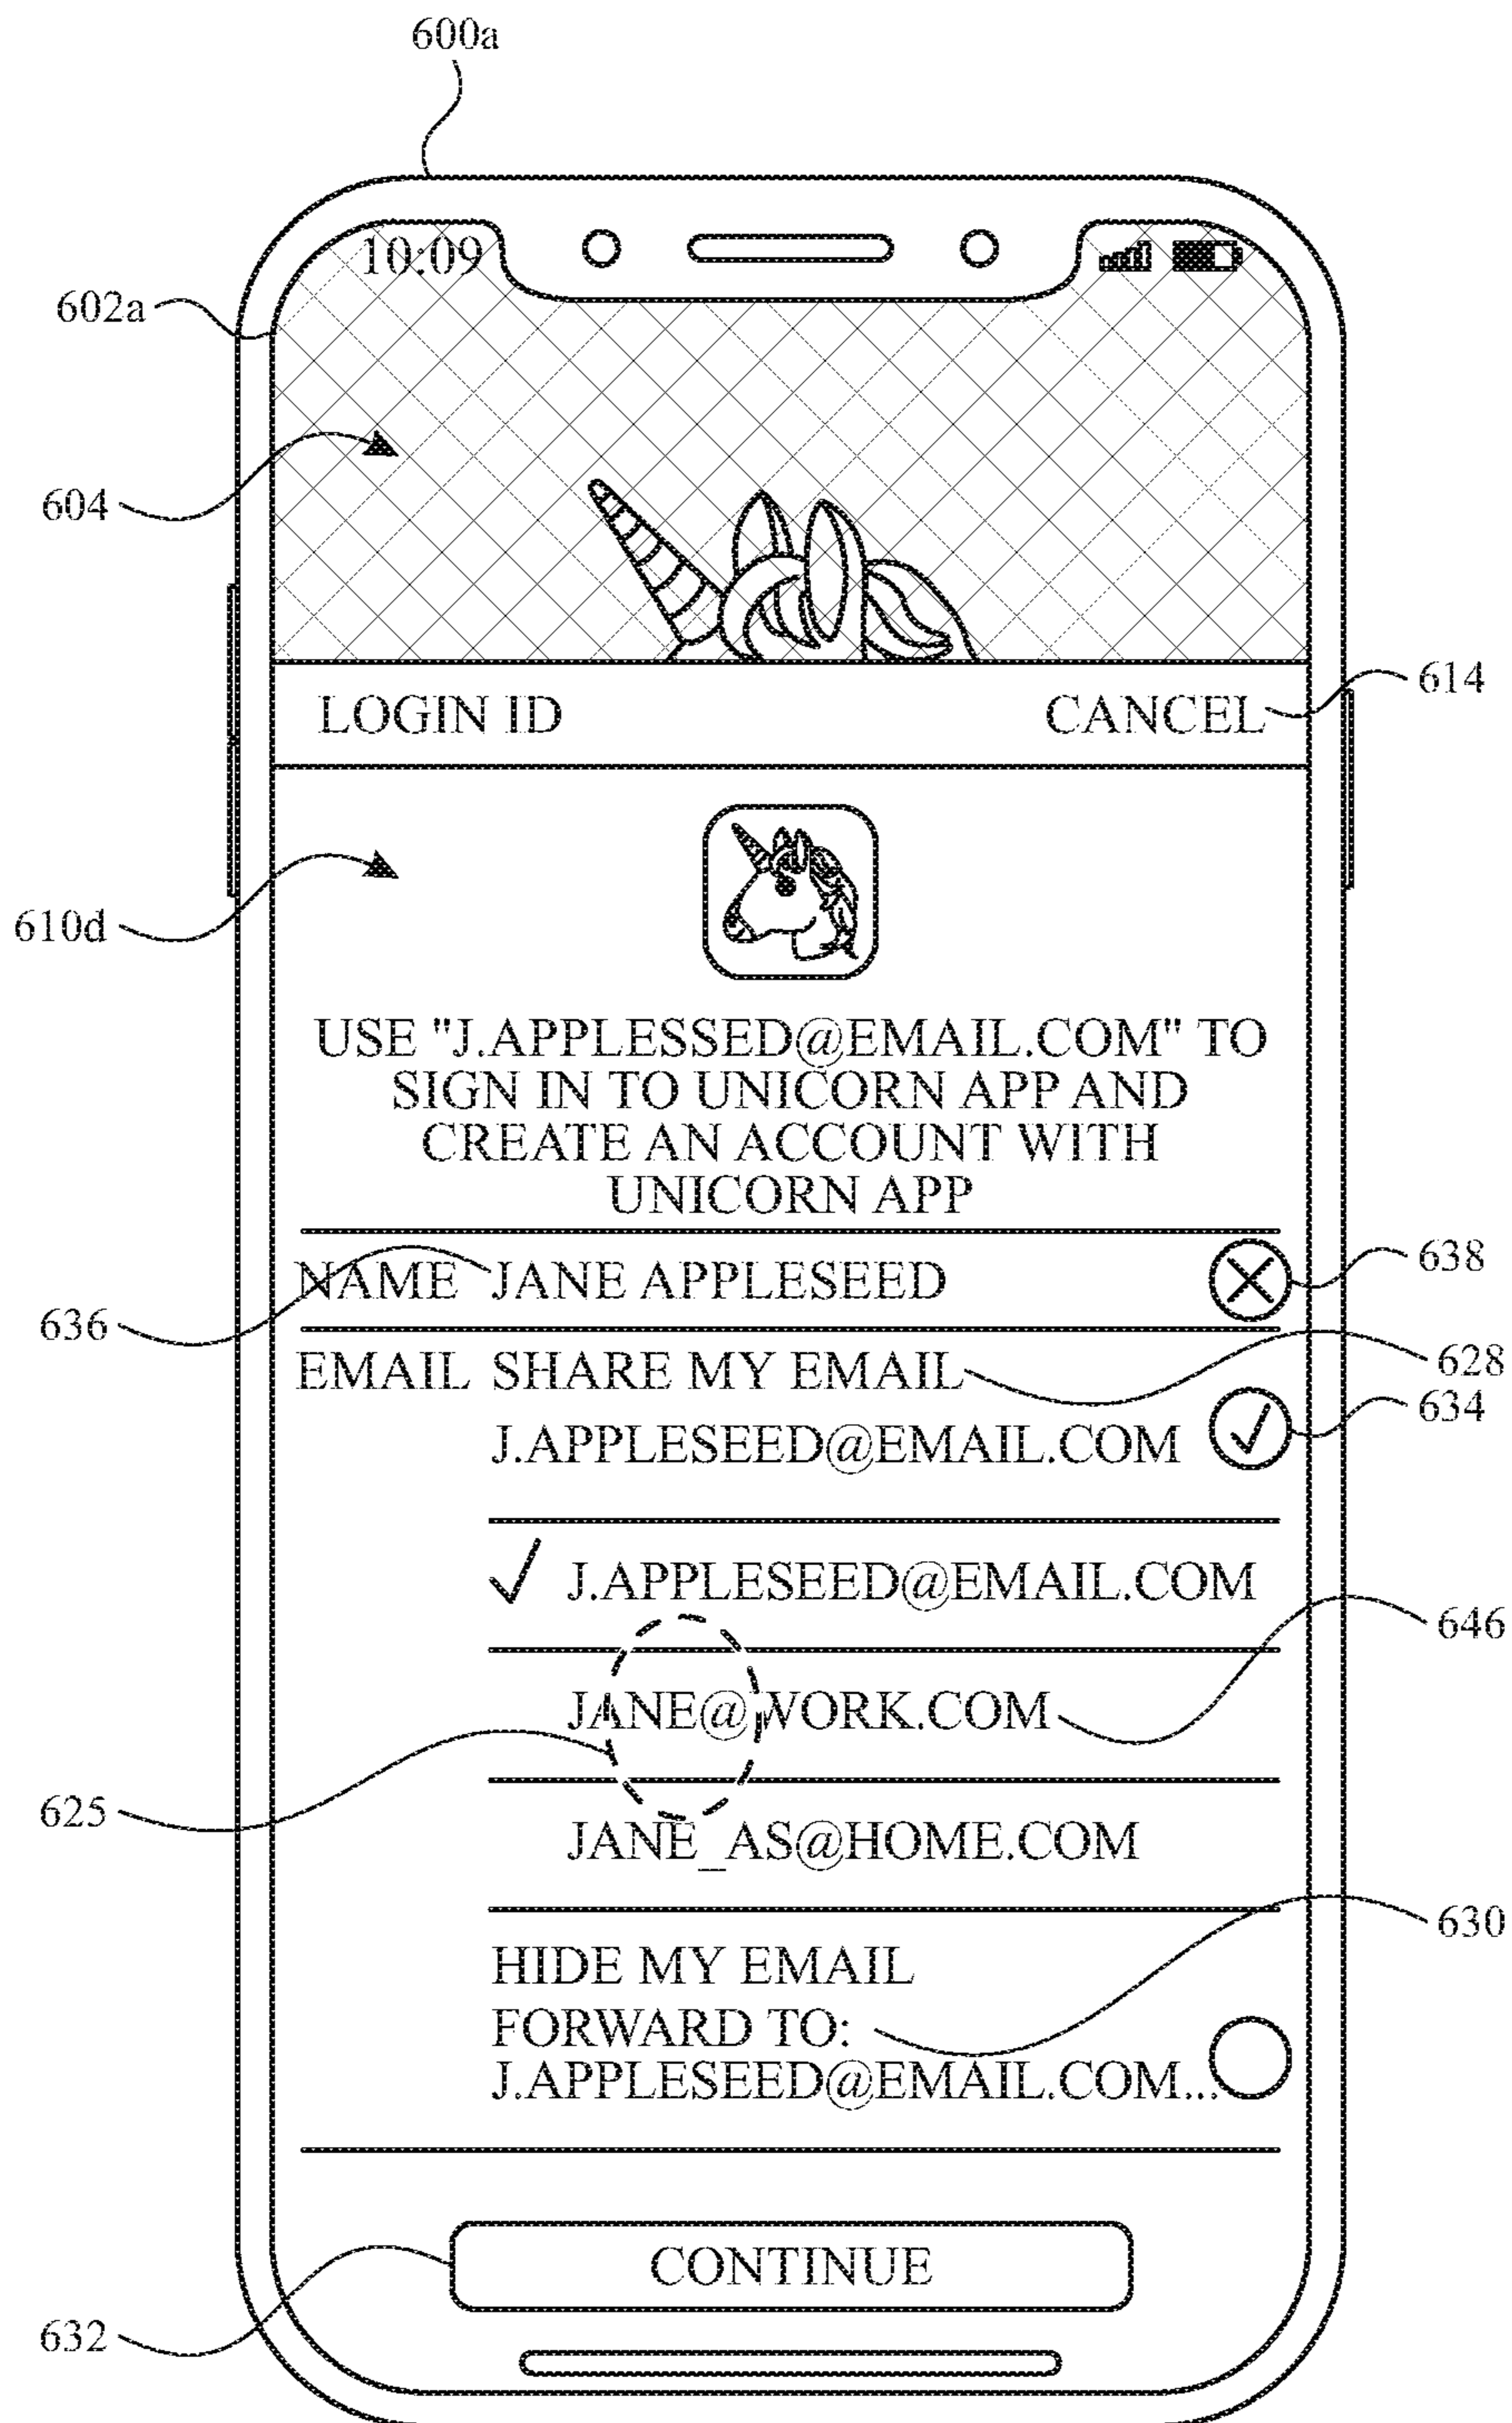 600a
10:09
602a
604
LOGIN ID CANCEL 614
610d
USE "J.APPLESSED@EMAIL.COM" TO
SIGN IN TO UNICORN APP AND
CREATE AN ACCOUNT WITH
UNICORN APP
NAME JANE APPLESEED 638
636
EMAIL SHARE MY EMAIL 628
J.APPLESEED@EMAIL.COM 634
J.APPLESEED@EMAIL.COM
646
JANE@WORK.COM
625
JANE_AS@HOME.COM
630
HIDE MY EMAIL
FORWARD TO:
J.APPLESEED@EMAIL.COM...
CONTINUE
632